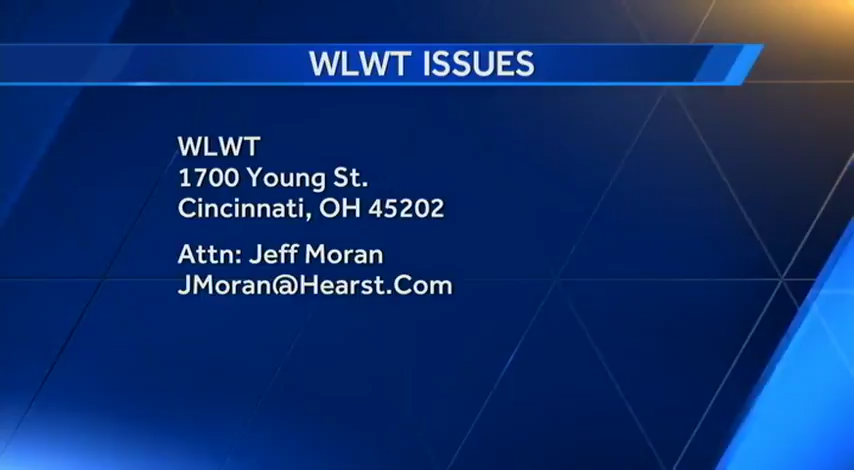 WLWT ISSUES
WLWT
1700 Young St.
Cincinnati, OH 45202
Attn: Jeff Moran
JMoran@Hearst.Com